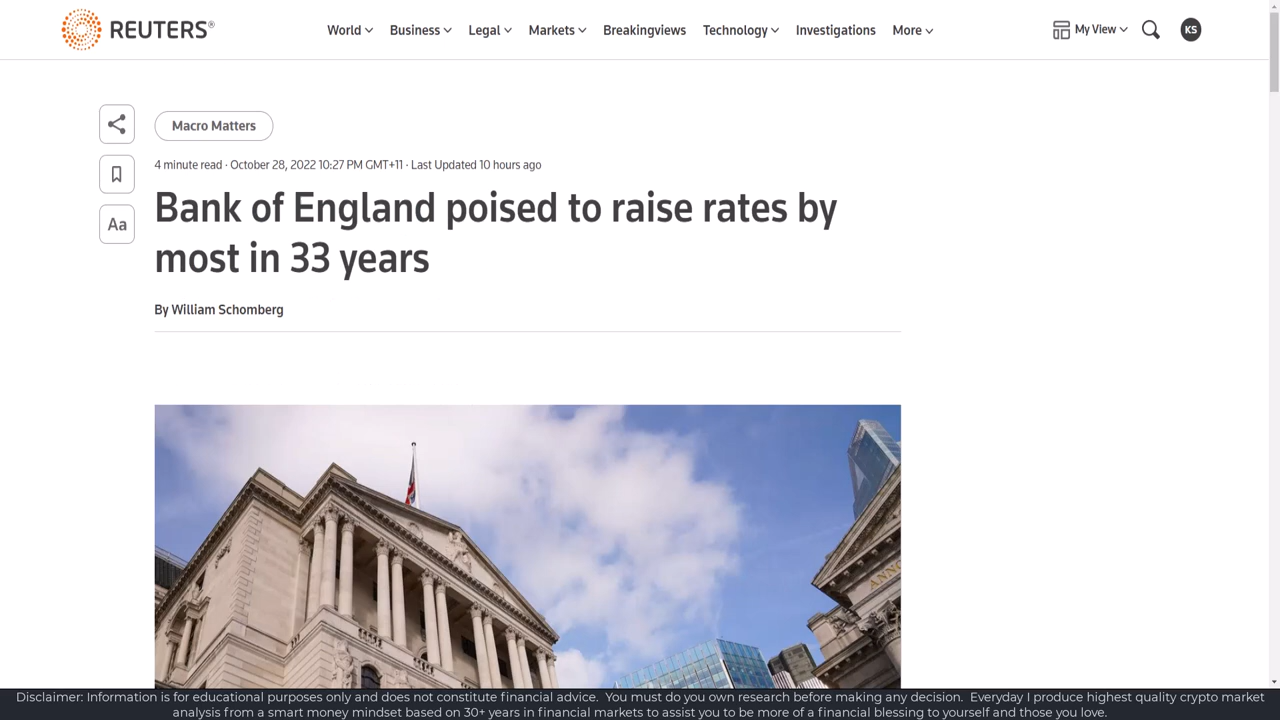 REUTERS®
World Business Legal Markets Breakingviews Technology Investigations More My View KS
Macro Matters
4 minute read · October 28, 2022 10:27 PM GMT+11 · Last Updated 10 hours ago
Aa
Bank of England poised to raise rates by
most in 33 years
By William Schomberg
Disclaimer: Information is for educational purposes only and does not constitute financial advice.  You must do you own research before making any decision.  Everyday I produce highest quality crypto market
analysis from a smart money mindset based on 30+ years in financial markets to assist you to be more of a financial blessing to yourself and those you love.